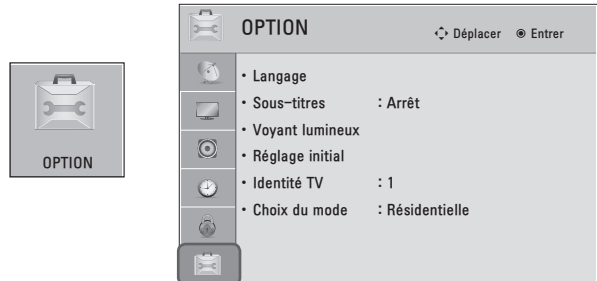 OPTION
OPTION
Déplacer Entrer
• Langage
• Sous-titres : Arrêt
• Voyant lumineux
• Réglage initial
• Identité TV : 1
• Choix du mode : Résidentielle